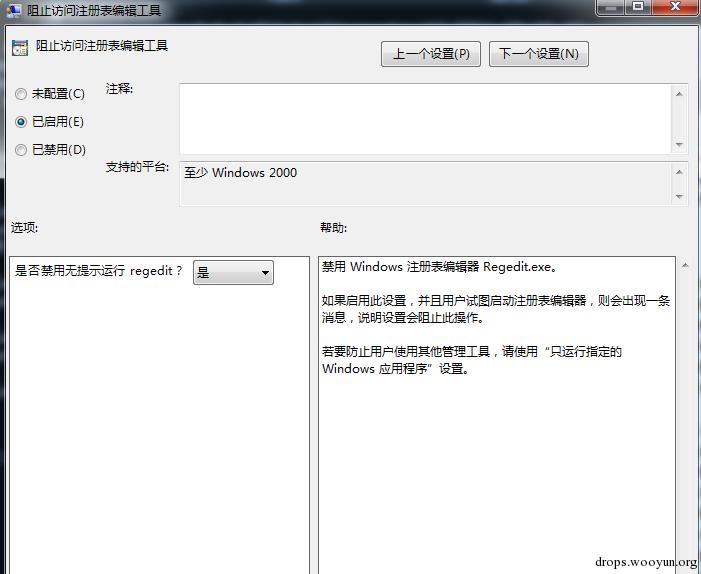 阻止访问注册表编辑工具
阻止访问注册表编辑工具
上一个设置(P)
下一个设置(N)
未配置(C)
注释:
已启用(E)
已禁用(D)
支持的平台:
至少 Windows 2000
选项:
帮助:
是否禁用无提示运行 regedit？
是
禁用 Windows 注册表编辑器 Regedit.exe。
如果启用此设置，并且用户试图启动注册表编辑器，则会出现一条
消息，说明设置会阻止此操作。
若要防止用户使用其他管理工具，请使用“只运行指定的
Windows 应用程序”设置。
drops.wooyun.org